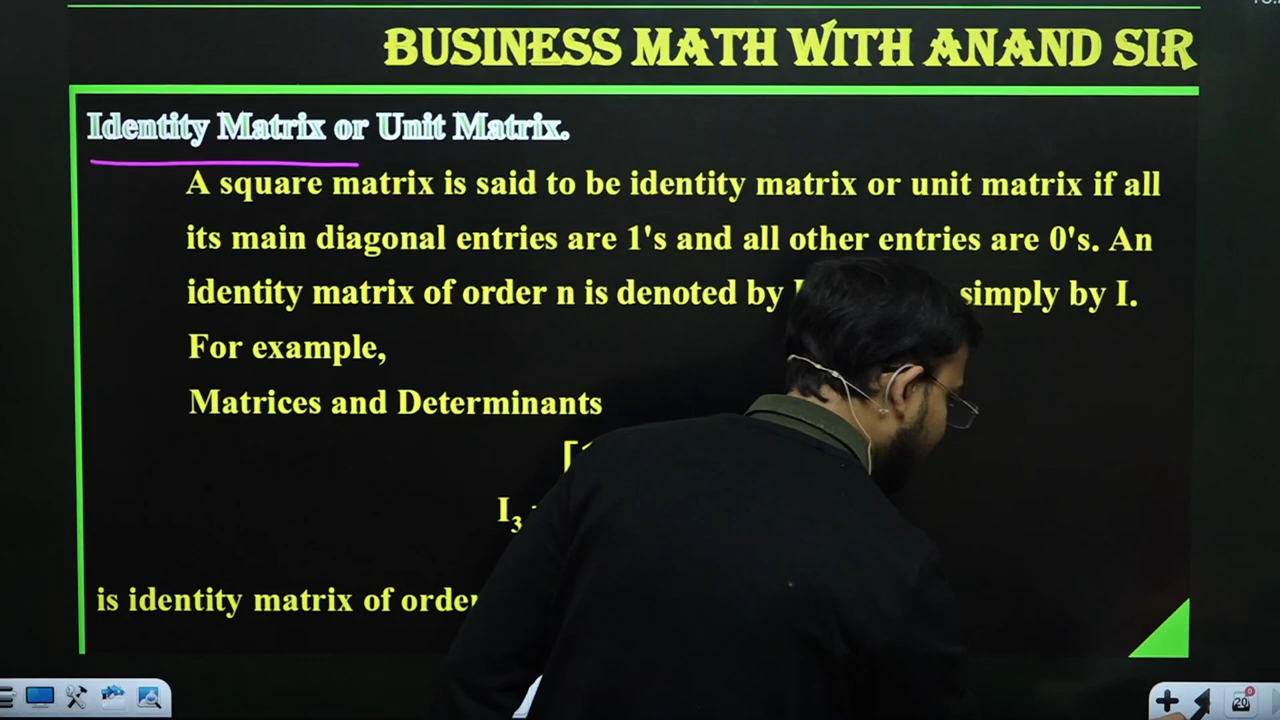 BUSINESS MATH WITH ANAND SIR
Identity Matrix or Unit Matrix.
A square matrix is said to be identity matrix or unit matrix if all
its main diagonal entries are 1's and all other entries are 0's. An
identity matrix of order n is denoted by simply by I.
For example,
Matrices and Determinants
I₃
is identity matrix of order
20